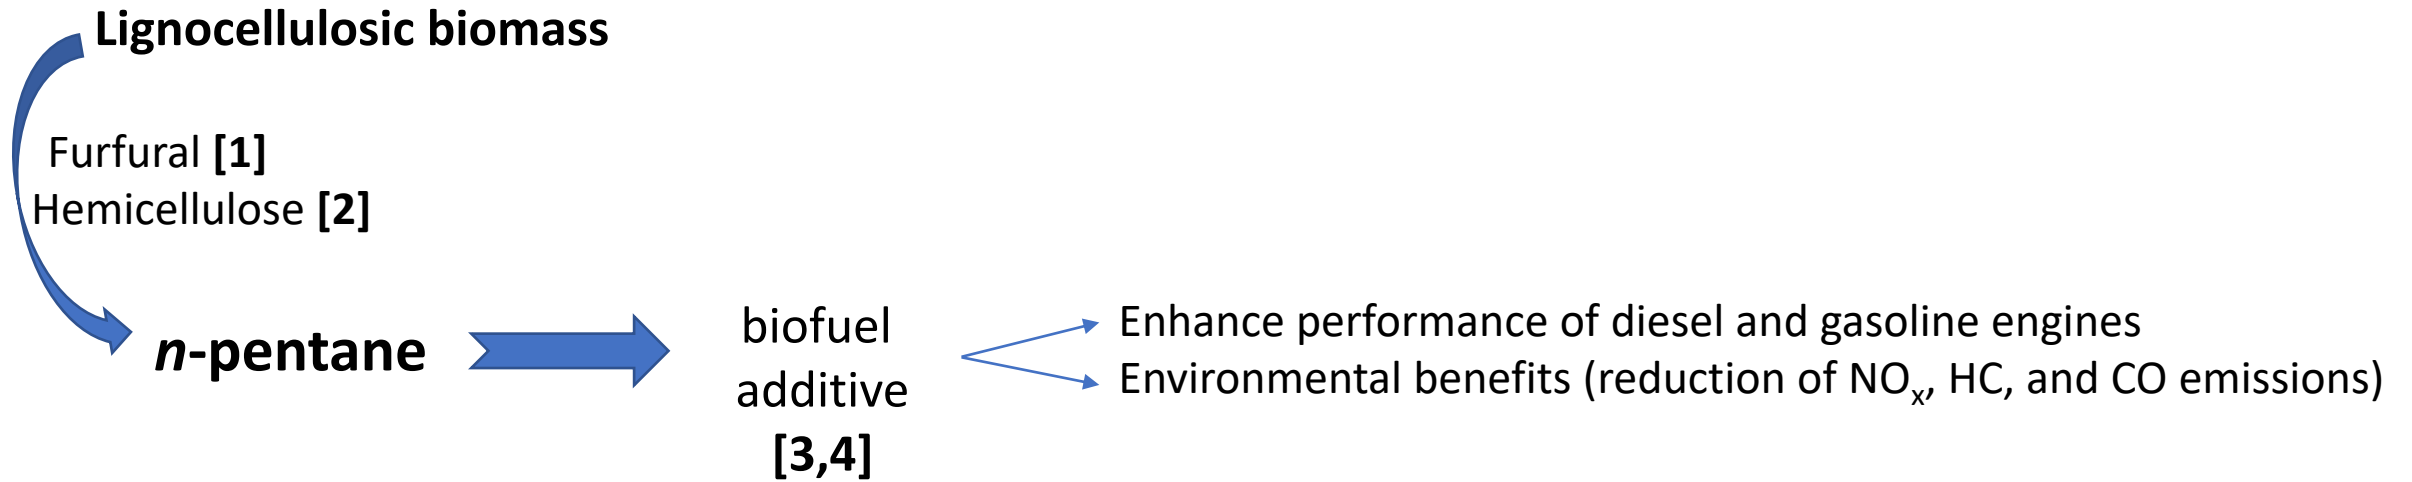 Lignocellulosic biomass
Furfural [1]
Hemicellulose [2]
n-pentane
biofuel
additive
[3,4]
Enhance performance of diesel and gasoline engines
Environmental benefits (reduction of NOx, HC, and CO emissions)